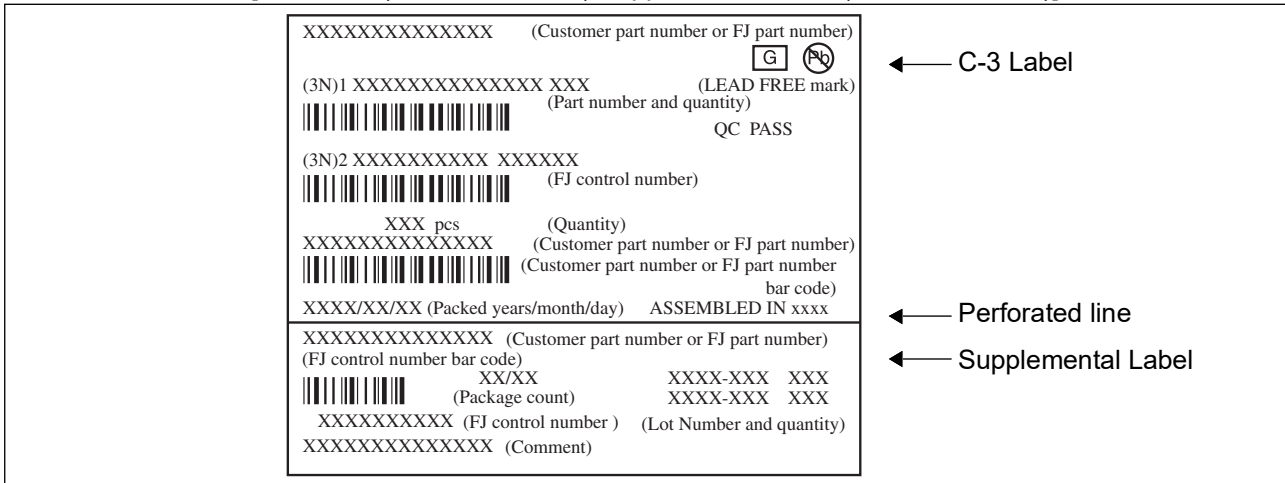 XXXXXXXXXXXXXX (Customer part number or FJ part number)
G Pb
C-3 Label
(3N)1 XXXXXXXXXXXXXX XXX (LEAD FREE mark)
(Part number and quantity)
QC PASS
(3N)2 XXXXXXXXXX XXXXXX
(FJ control number)
XXX pcs (Quantity)
XXXXXXXXXXXXXX (Customer part number or FJ part number)
(Customer part number or FJ part number
bar code)
XXXX/XX/XX (Packed years/month/day) ASSEMBLED IN xxxx
Perforated line
XXXXXXXXXXXXXX (Customer part number or FJ part number)
(FJ control number bar code)
Supplemental Label
XX/XX XXXX-XXX XXX
(Package count) XXXX-XXX XXX
XXXXXXXXXX (FJ control number ) (Lot Number and quantity)
XXXXXXXXXXXXXX (Comment)